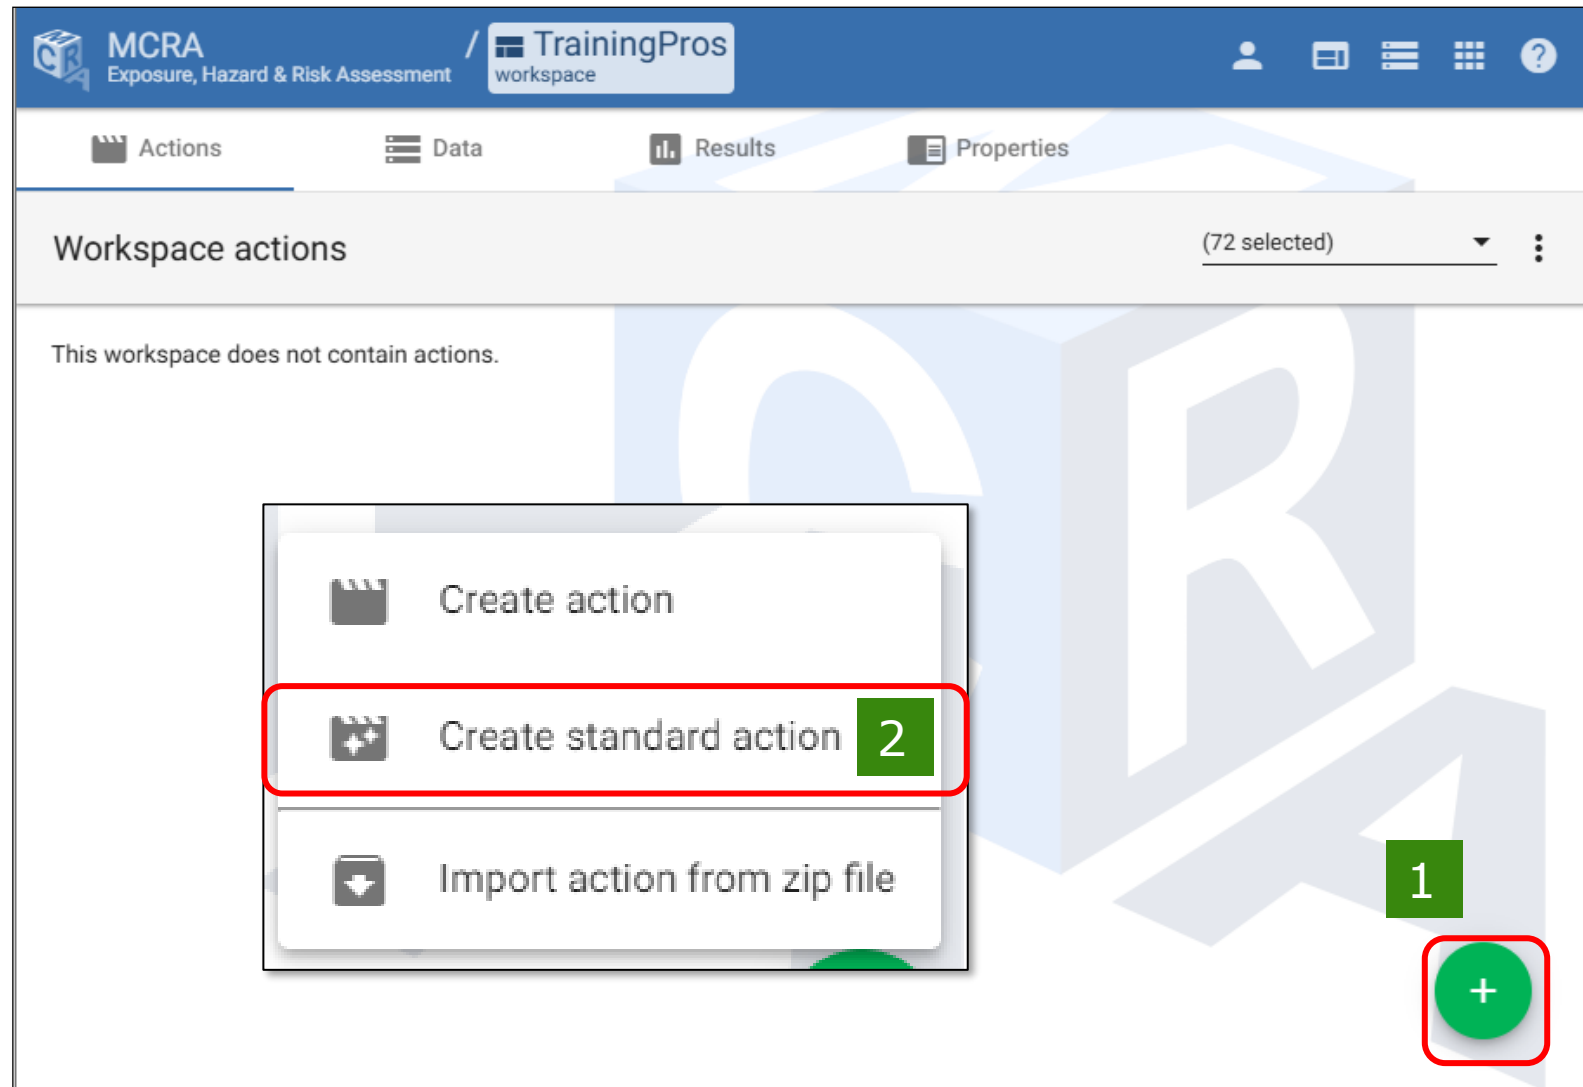 MCRA
Exposure, Hazard & Risk Assessment
/
TrainingPros
workspace
?
Actions
Data
Results
Properties
Workspace actions
(72 selected)
This workspace does not contain actions.
Create action
Create standard action
2
Import action from zip file
1
+
CRA